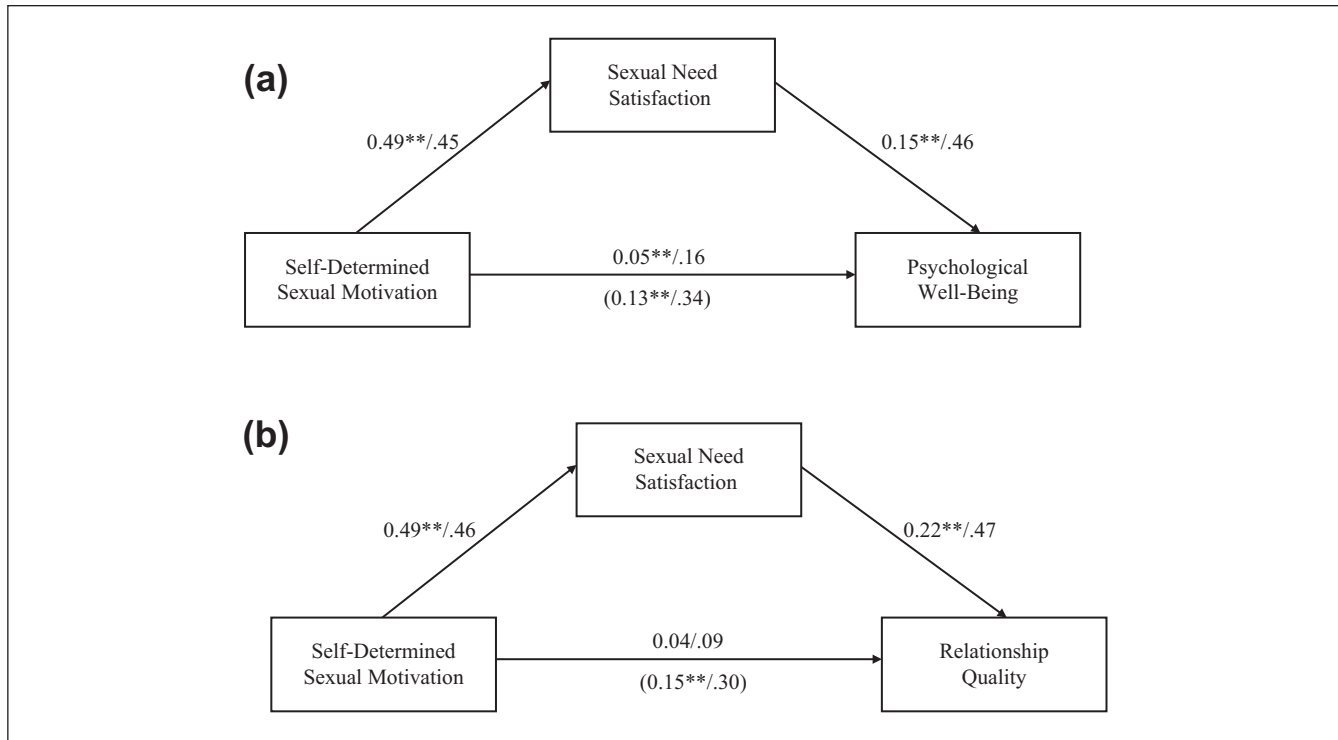 (a)
Sexual Need
Satisfaction
0.49**/.45
0.15**/.46
Self-Determined
Sexual Motivation
0.05**/.16
(0.13**/.34)
Psychological
Well-Being
(b)
Sexual Need
Satisfaction
0.49**/.46
0.22**/.47
Self-Determined
Sexual Motivation
0.04/.09
(0.15**/.30)
Relationship
Quality